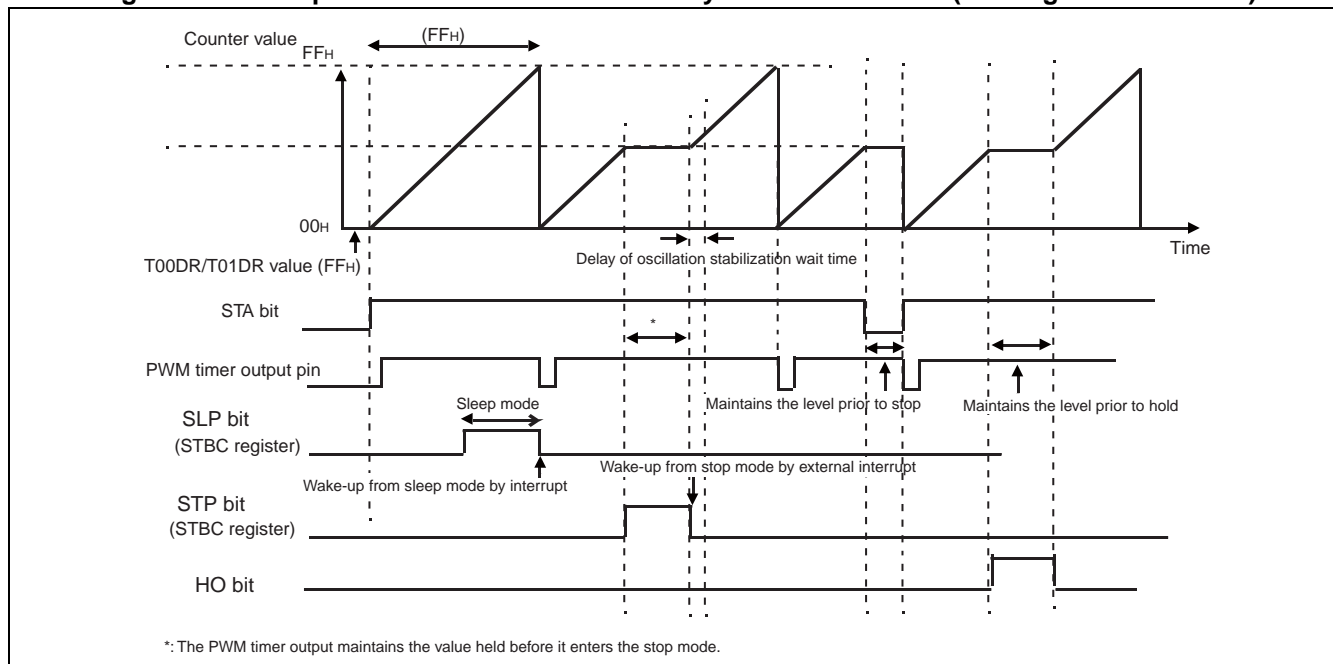 Counter value
FFH
(FFH)
00H
Time
T00DR/T01DR value (FFH)
Delay of oscillation stabilization wait time
STA bit
*
PWM timer output pin
Maintains the level prior to stop
Maintains the level prior to hold
Sleep mode
SLP bit
(STBC register)
Wake-up from stop mode by external interrupt
Wake-up from sleep mode by interrupt
STP bit
(STBC register)
HO bit
*: The PWM timer output maintains the value held before it enters the stop mode.